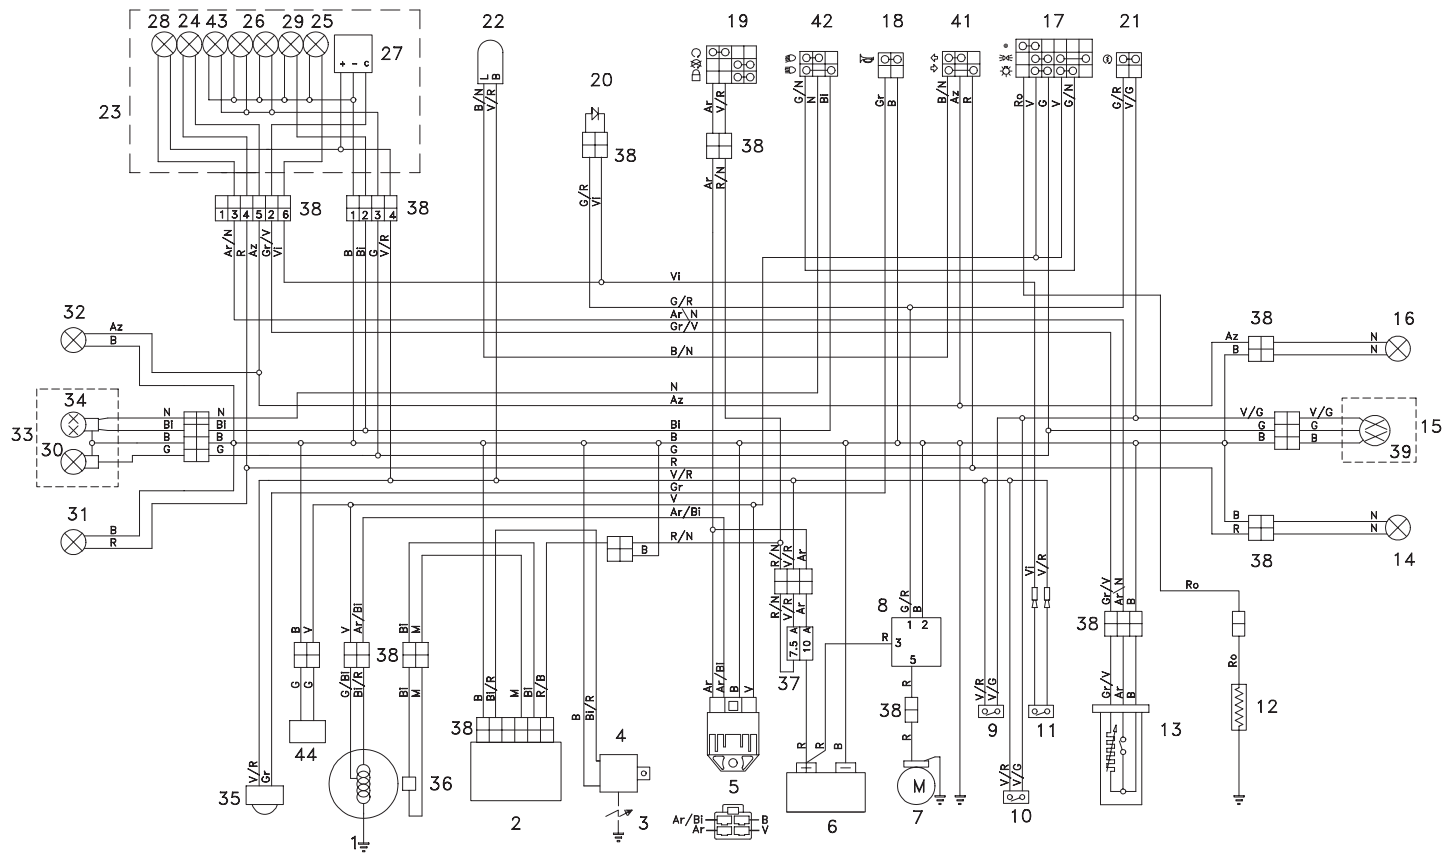 28 24 43 26 29 25
22
19
42
18
41
17
21
27
+ - C
20
23
L B
B/N V/R
38
G/R Vi
Ar V/R
38
Ar R/N
G/N N Bi
Gr B
B/N Az R
Ro V G V G/N
G/R V/G
1 3 4 5 2 6
38
1 2 3 4
38
Ar/N R Az Gr/V Vi
B Bi G V/R
Vi
G/R
Ar\N
Gr/V
B/N
N
Az
Bi
B
G
R
V/R
Gr
V
Ar/Bi
R/N
32
Az
B
34
33
30
N N
Bi Bi
B B
G G
31
B
R
38
16
Az N
B N
V/G V/G
G G
B B
15
39
B N
R N
38
14
B
R/N V/R Ar
R/N V/R Ar
7.5 A
10 A
37
B V
G G
44
V Ar/Bi
38
G/Bi Bi/R
Bi M
Bi M
36
V/R Gr
35
1
B Bi/R M Bi R/B
38
2
B Bi/R
4
3
Ar Ar/Bi B V
5
Ar/Bi B
Ar V
R R B
6
8
G/R B
1 2
R 3
5
R
38
R
M
7
V/R V/G
9
V/R V/G
10
Vi V/R
11
Gr/V Ar\N B
38
Gr/V Ar B
13
Ro
Ro
12